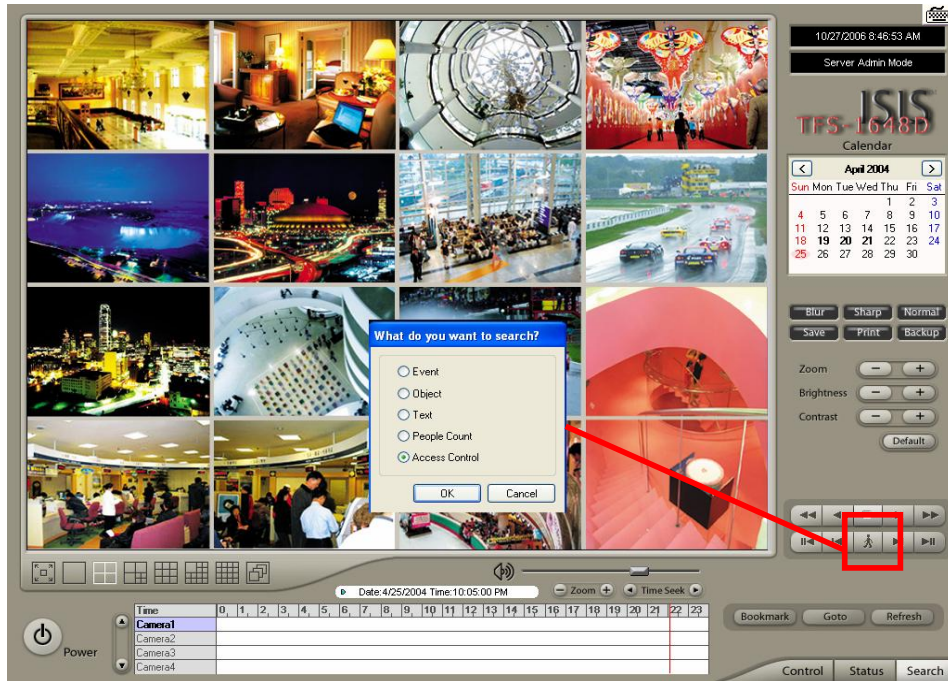 10/27/2006 8:46:53 AM
Server Admin Mode
ISIS
TFS-L648D
Calendar
April 2004
Sun Mon Tue Wed Thu Fri Sat
1 2 3
4 5 6 7 8 9 10
11 12 13 14 15 16 17
18 19 20 21 22 23 24
25 26 27 28 29 30
Blur Sharp Normal
Save Print Backup
Zoom
Brightness
Contrast
Default
What do you want to search?
Event
Object
Text
People Count
Access Control
OK Cancel
Date:4/25/2004 Time:10:05:00 PM
Zoom
Time Seek
Power
Time 0 1 2 3 4 5 6 7 8 9 10 11 12 13 14 15 16 17 18 19 20 21 22 23
Camera1
Camera2
Camera3
Camera4
Bookmark Goto Refresh
Control Status Search